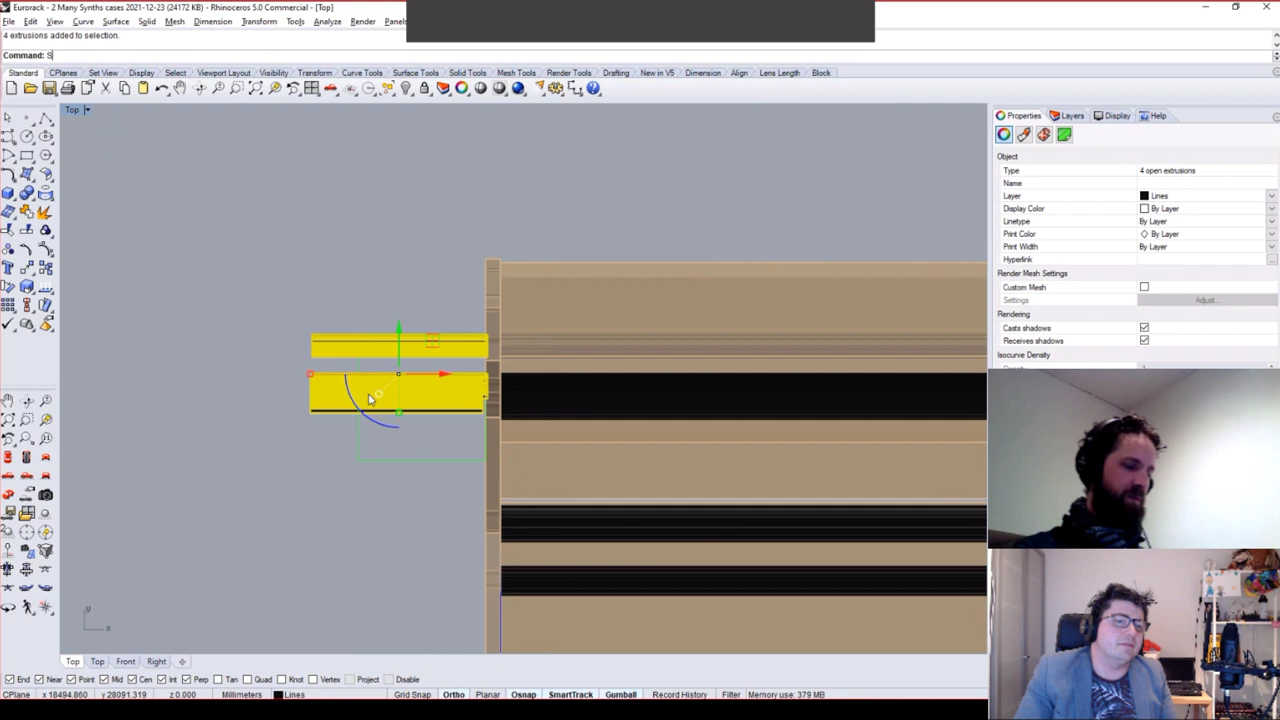 Eurorack - 2 Many Synths cases 2021-12-23 (24172 KB) - Rhinoceros 5.0 Commercial - [Top]
File Edit View Curve Surface Solid Mesh Dimension Transform Tools Analyze Render Panels
4 extrusions added to selection.
Command: S
Standard CPlanes Set View Display Select Viewport Layout Visibility Transform Curve Tools Surface Tools Solid Tools Mesh Tools Render Tools Drafting New in V5 Dimension Align Lens Length Block
Top
Properties Layers Display Help
Object
Type 4 open extrusions
Name
Layer Lines
Display Color By Layer
Linetype By Layer
Print Color By Layer
Print Width By Layer
Hyperlink
Render Mesh Settings
Custom Mesh
Settings Adjust...
Rendering
Casts shadows
Receives shadows
Isocurve Density
y
x
Top Top Front Right
End Near Point Mid Cen Int Perp Tan Quad Knot Vertex Project Disable
CPlane x 18494.860 y 28091.319 z 0.000 Millimeters Lines Grid Snap Ortho Planar Osnap SmartTrack Gumball Record History Filter Memory use: 379 MB